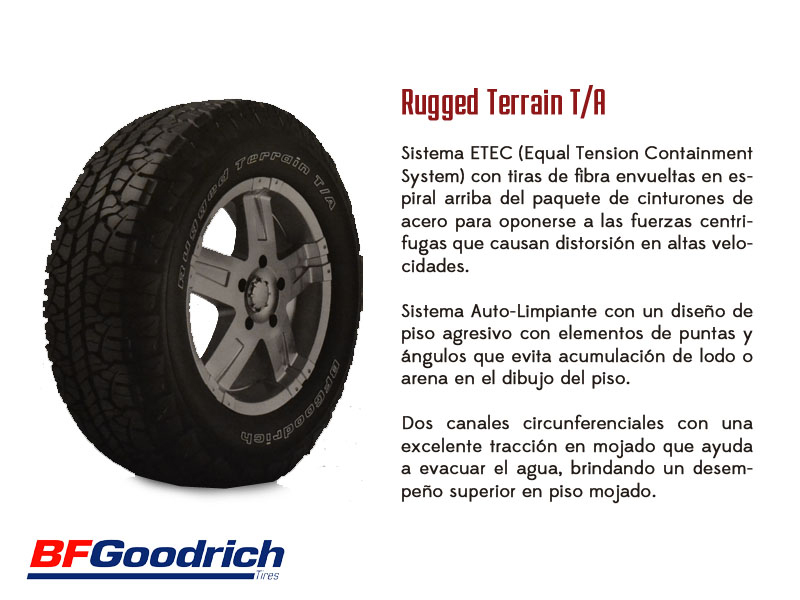 Rugged Terrain T/A
Rugged Terrain T/A
Sistema ETEC (Equal Tension Containment
System) con tiras de fibra envueltas en es-
piral arriba del paquete de cinturones de
acero para oponerse a las fuerzas centri-
fugas que causan distorsión en altas velo-
cidades.
Sistema Auto-Limpiante con un diseño de
piso agresivo con elementos de puntas y
ángulos que evita acumulación de lodo o
arena en el dibujo del piso.
Dos canales circunferenciales con una
excelente tracción en mojado que ayuda
a evacuar el agua, brindando un desem-
peño superior en piso mojado.
BFGoodrich
BFGoodrich
Tires